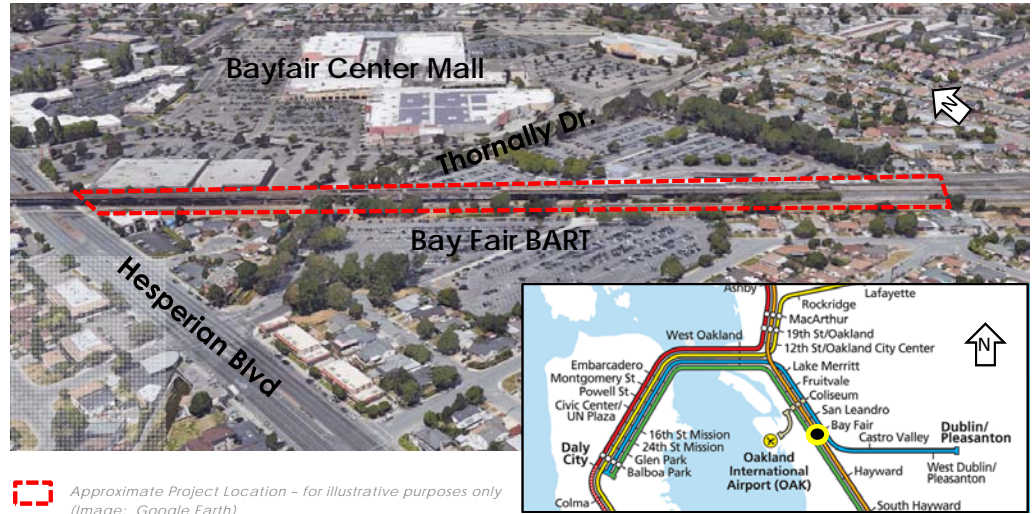 Bayfair Center Mall
N
Thornally Dr.
Bay Fair BART
Hesperian Blvd
Ashby
Rockridge
Lafayette
MacArthur
19th St/Oakland
12th St/Oakland City Center
West Oakland
N
Embarcadero
Montgomery St
Powell St
Civic Center/
UN Plaza
Lake Merritt
Fruitvale
Coliseum
San Leandro
Bay Fair
Castro Valley
Dublin/
Pleasanton
West Dublin/
Pleasanton
16th St Mission
24th St Mission
Glen Park
Balboa Park
Daly
City
Colma
Oakland
International
Airport (OAK)
Hayward
South Hayward
Approximate Project Location – for illustrative purposes only
(Image: Google Earth)